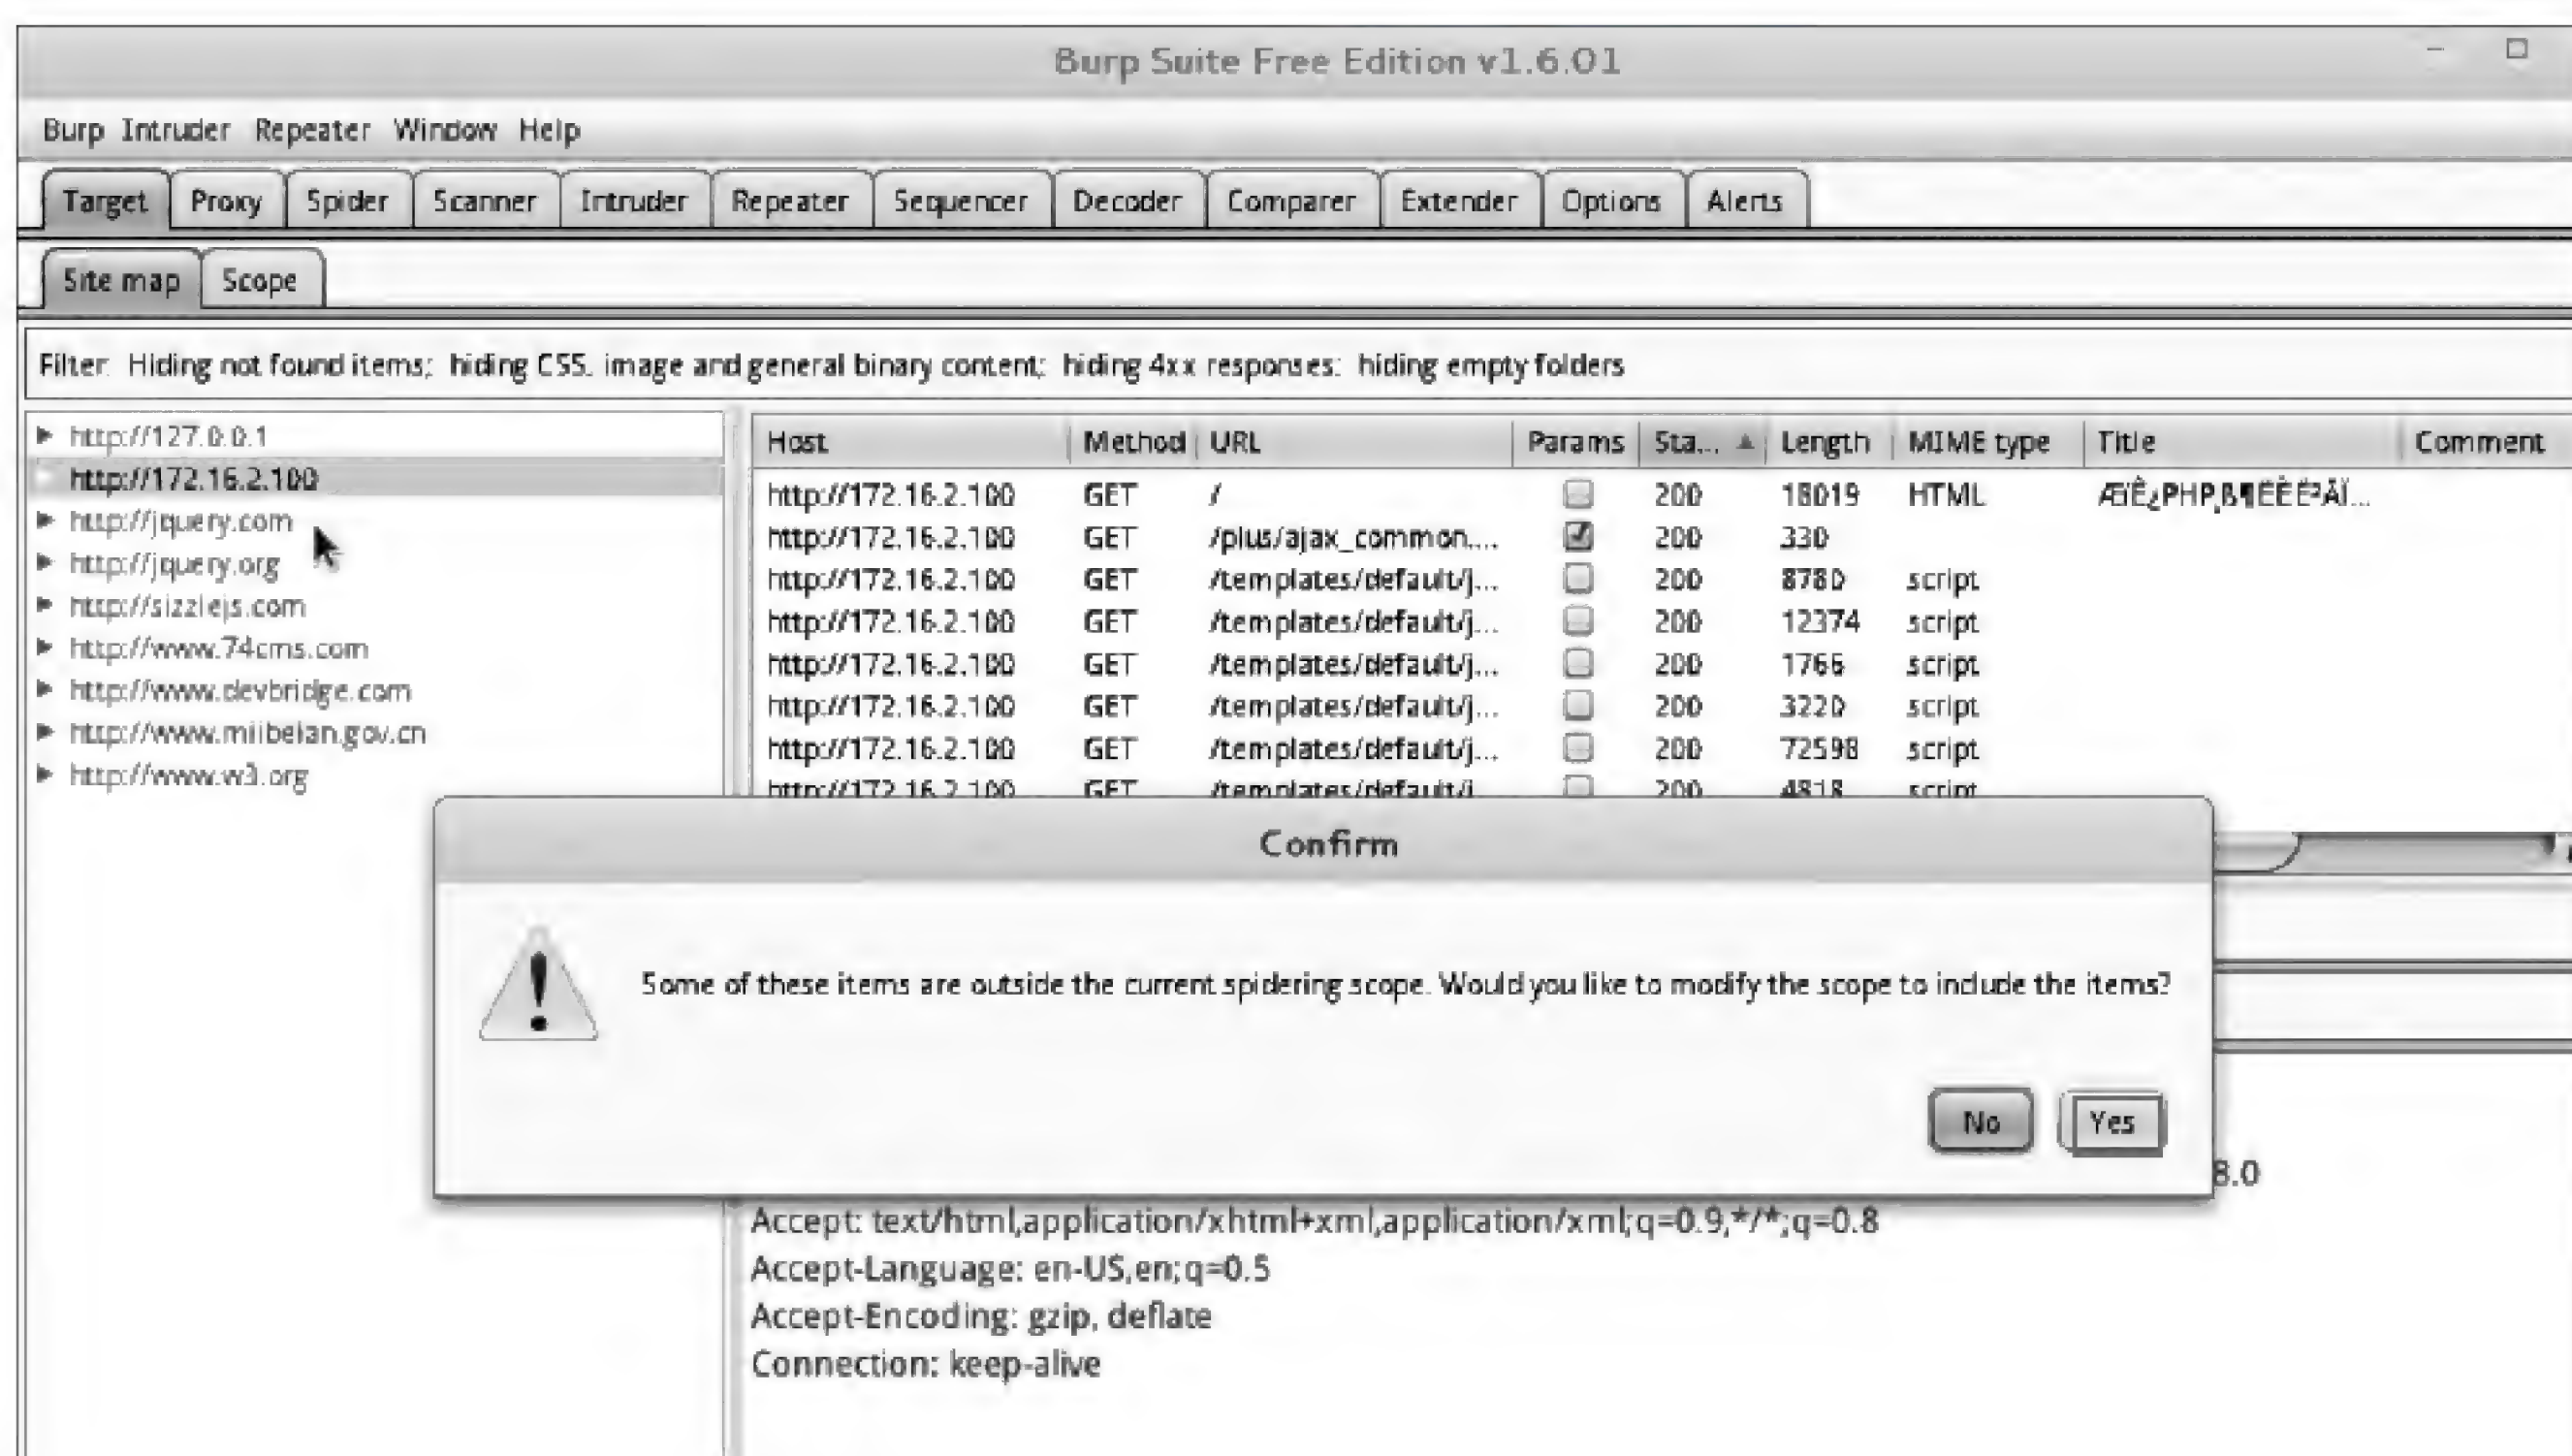 Burp Suite Free Edition v1.6.01
Burp Intruder Repeater Window Help
Target Proxy Spider Scanner Intruder Repeater Sequencer Decoder Comparer Extender Options Alerts
Site map Scope
Filter: Hiding not found items; hiding CSS, image and general binary content; hiding 4xx responses; hiding empty folders
http://127.0.0.1
http://172.16.2.100
http://jquery.com
http://jquery.org
http://sizzlejs.com
http://www.74cms.com
http://www.devbridge.com
http://www.miibeian.gov.cn
http://www.w3.org
Host Method URL Params Sta... Length MIME type Title Comment
http://172.16.2.100 GET / 200 18019 HTML
http://172.16.2.100 GET /plus/ajax_common.... 200 330
http://172.16.2.100 GET /templates/default/j... 200 8780 script
http://172.16.2.100 GET /templates/default/j... 200 12374 script
http://172.16.2.100 GET /templates/default/j... 200 1766 script
http://172.16.2.100 GET /templates/default/j... 200 3220 script
http://172.16.2.100 GET /templates/default/j... 200 72598 script
http://172.16.2.100 GET /templates/default/j... 200 4818 script
Confirm
Some of these items are outside the current spidering scope. Would you like to modify the scope to include the items?
No Yes
8.0
Accept: text/html,application/xhtml+xml,application/xml;q=0.9,*/*;q=0.8
Accept-Language: en-US,en;q=0.5
Accept-Encoding: gzip, deflate
Connection: keep-alive